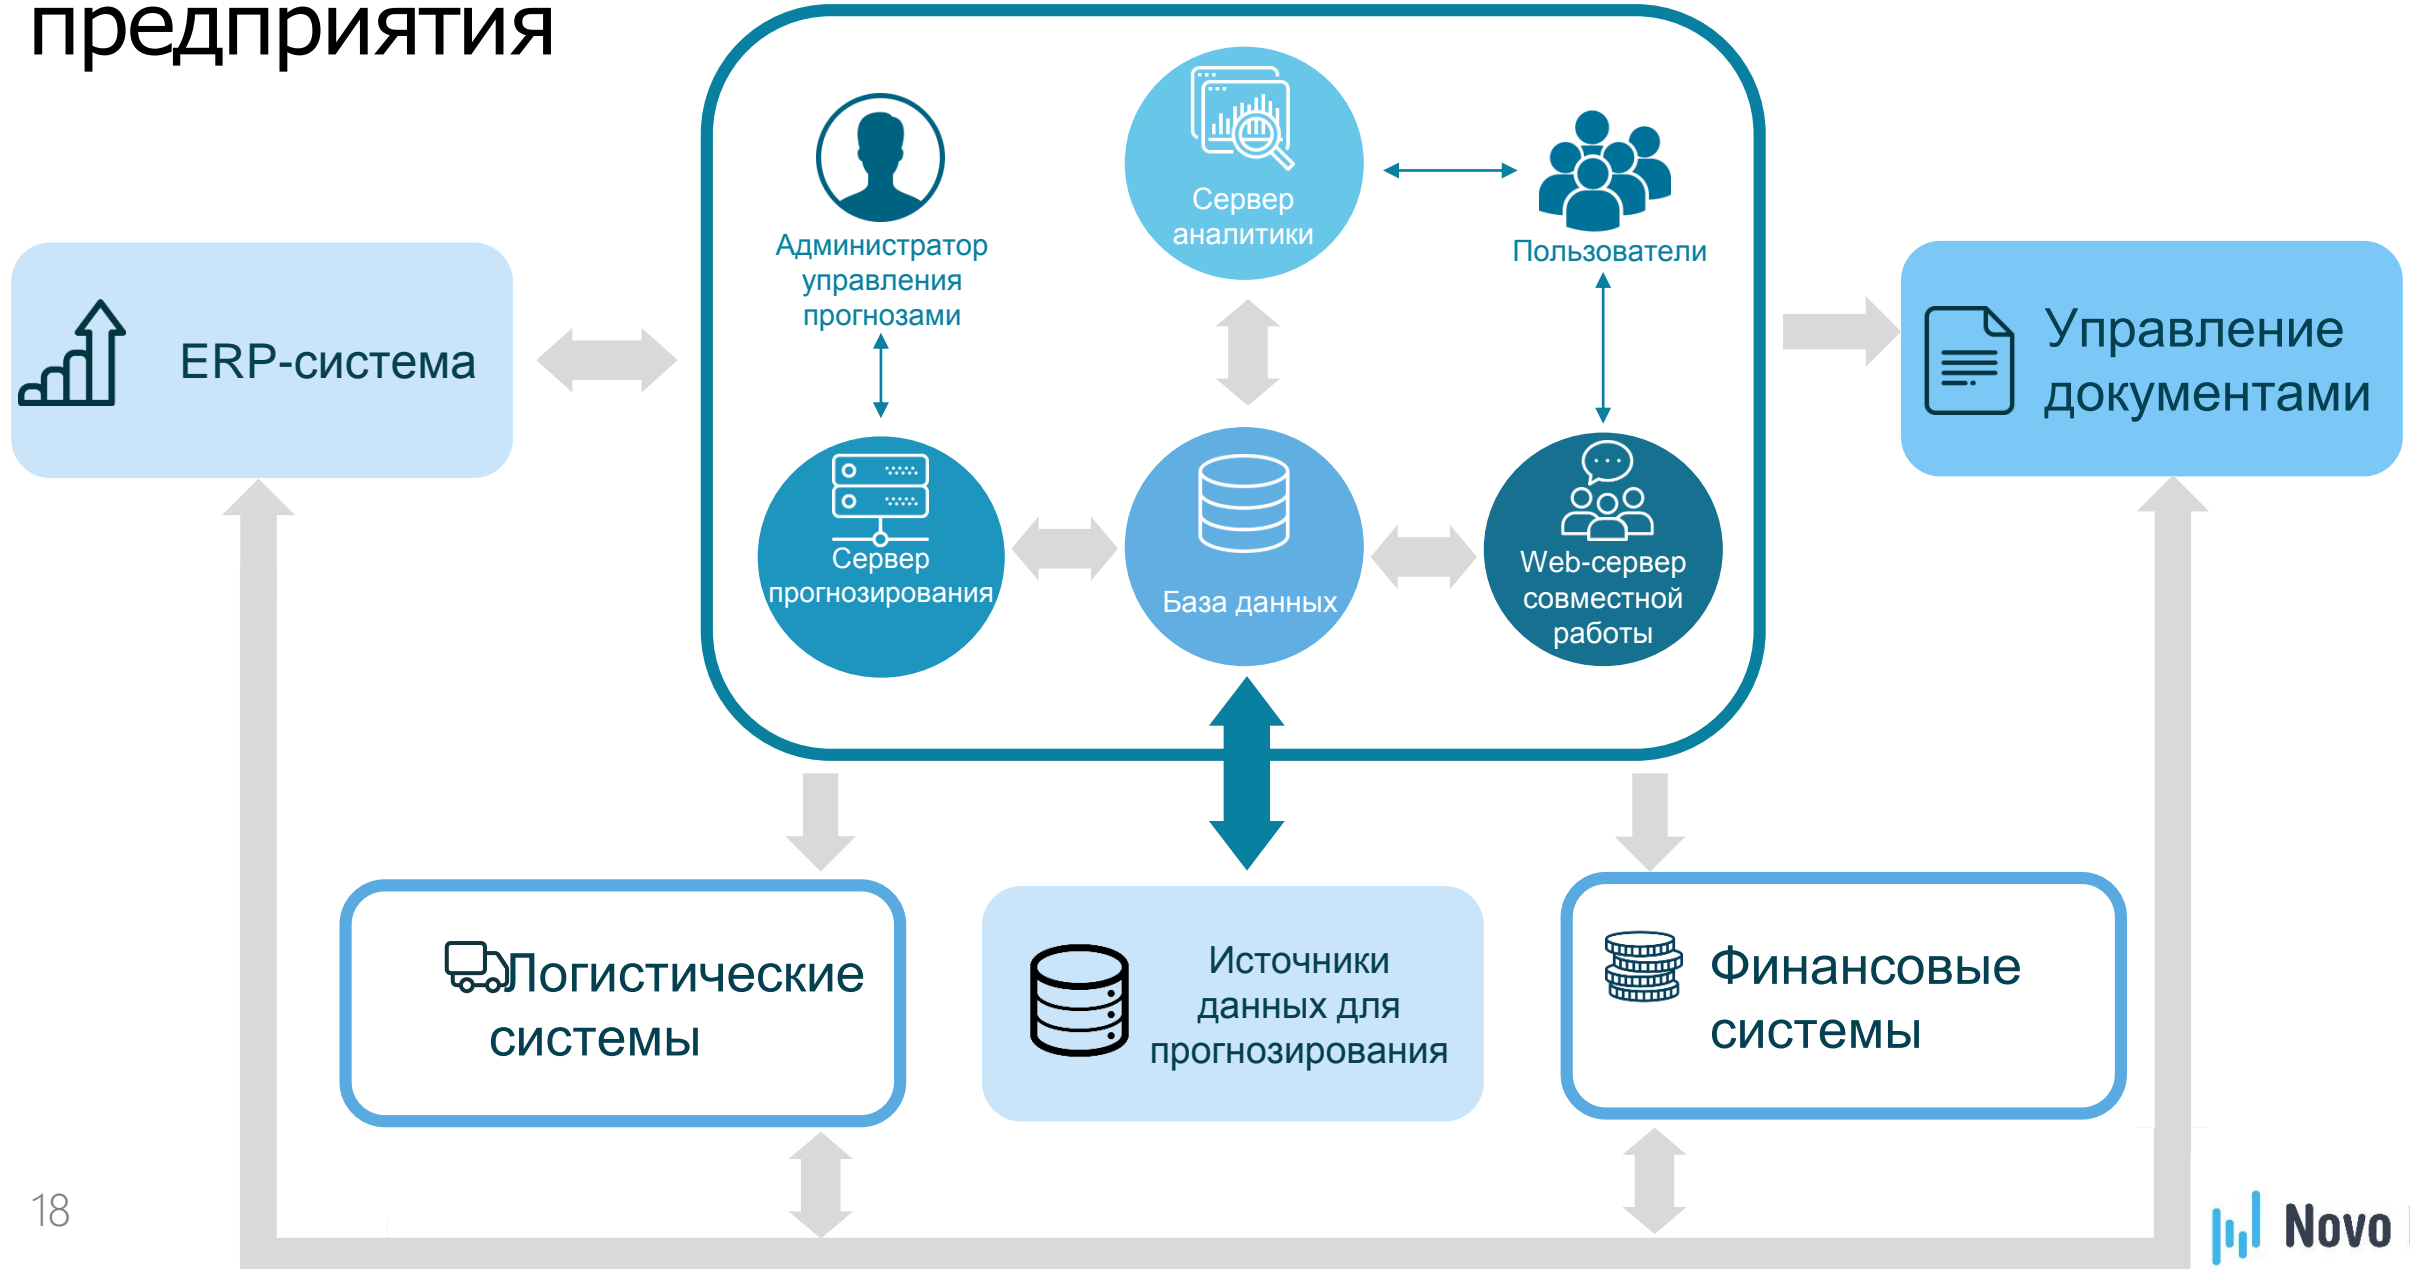 предприятия
Сервер
аналитики
Администратор
управления
прогнозами
Пользователи
ERP-система
Управление
документами
Сервер
прогнозирования
База данных
Web-сервер
совместной
работы
Логистические
системы
Источники
данных для
прогнозирования
Финансовые
системы
18
Novo